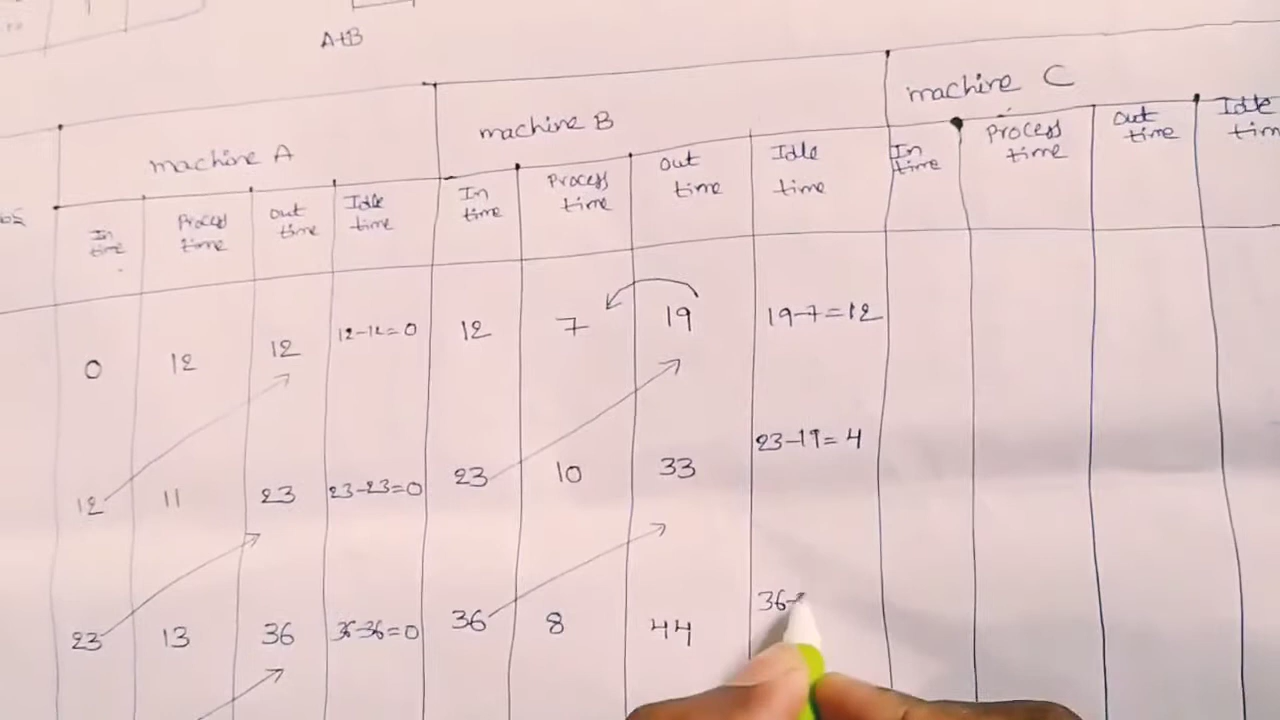 A+B
machine A
machine B
machine C
In time
Process time
Out time
Idle time
In time
Process time
Out time
Idle time
In time
Process time
Out time
Idle
0 12 12 12-12=0 12 7 19 19-7=12
12 11 23 23-23=0 23 10 33 23-19=4
23 13 36 36-36=0 36 8 44 36-